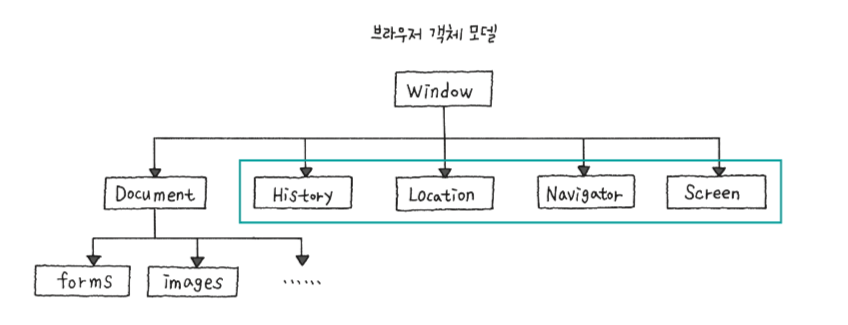 브라우저 객체 모델
Window
Document
History
Location
Navigator
Screen
forms
images
......